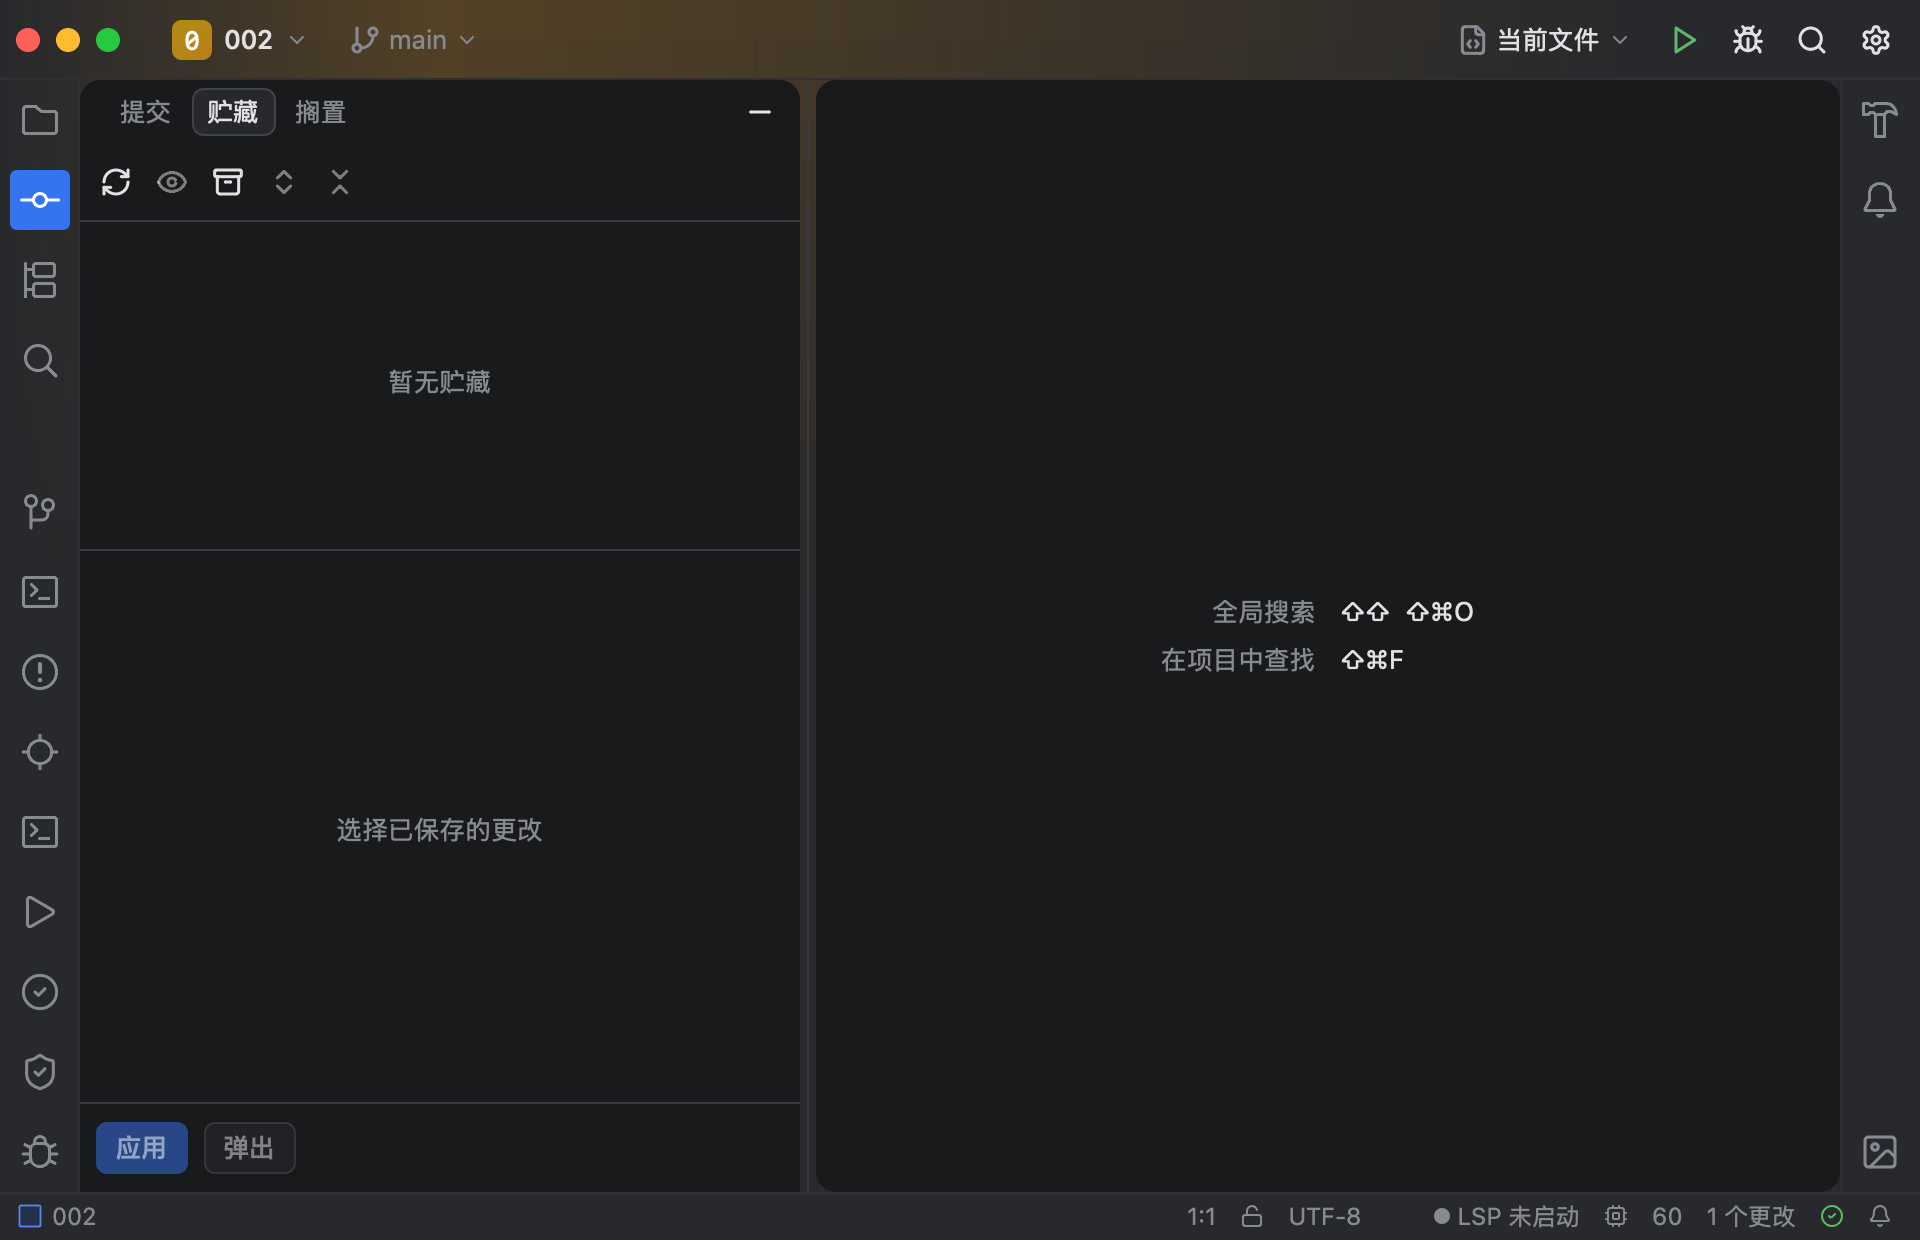 0 002 main 当前文件
提交 贮藏 搁置
暂无贮藏
选择已保存的更改
应用 弹出
全局搜索 ⇧⇧ ⇧⌘O
在项目中查找 ⇧⌘F
002 1:1 UTF-8 LSP 未启动 60 1 个更改